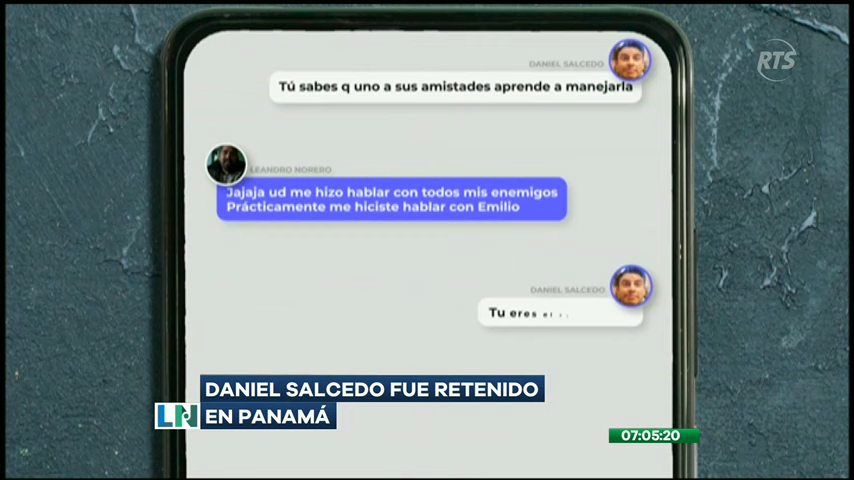 RTS
DANIEL SALCEDO
Tú sabes q uno a sus amistades aprende a manejarla
LEANDRO NORERO
Jajaja ud me hizo hablar con todos mis enemigos
Prácticamente me hiciste hablar con Emilio
DANIEL SALCEDO
Tu eres
DANIEL SALCEDO FUE RETENIDO
LN EN PANAMÁ
07:05:20